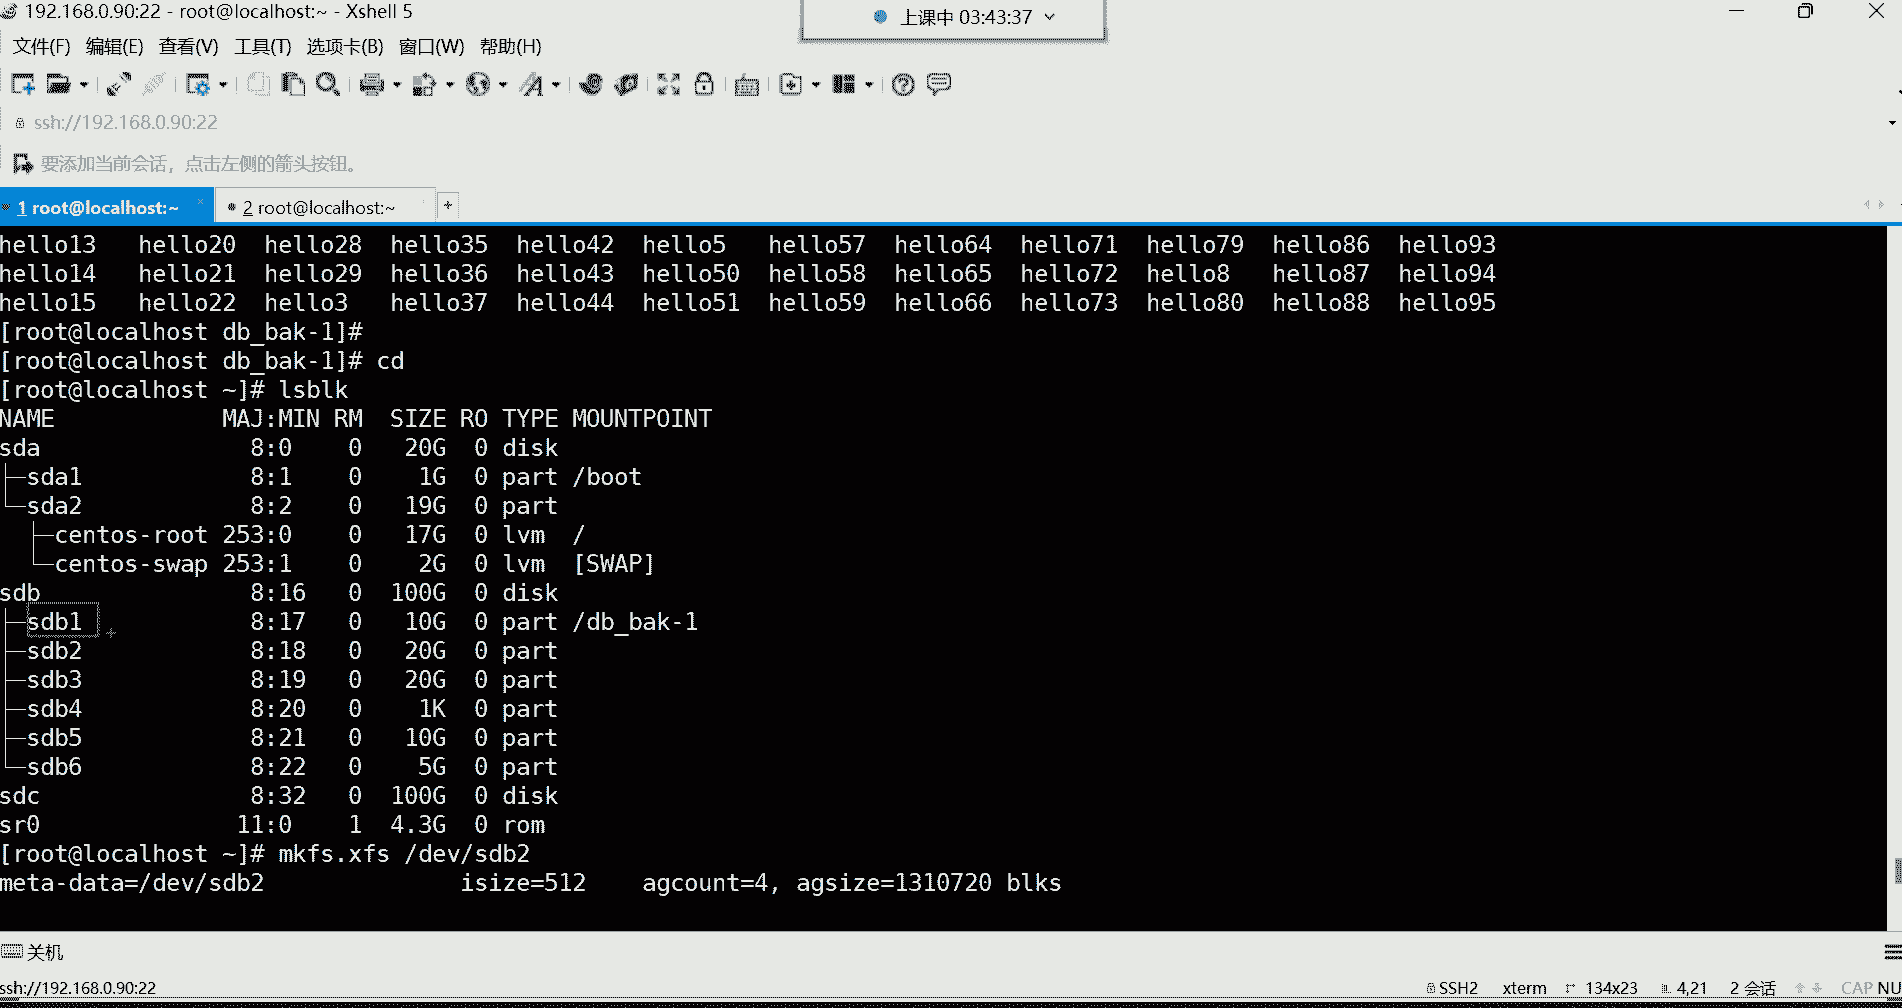 192.168.0.90:22 - root@localhost:~ - Xshell 5
上课中 03:43:37
文件(F) 编辑(E) 查看(V) 工具(T) 选项卡(B) 窗口(W) 帮助(H)
ssh://192.168.0.90:22
要添加当前会话，点击左侧的箭头按钮。
1 root@localhost:~ 2 root@localhost:~
hello13 hello20 hello28 hello35 hello42 hello5 hello57 hello64 hello71 hello79 hello86 hello93
hello14 hello21 hello29 hello36 hello43 hello50 hello58 hello65 hello72 hello8 hello87 hello94
hello15 hello22 hello3 hello37 hello44 hello51 hello59 hello66 hello73 hello80 hello88 hello95
[root@localhost db_bak-1]#
[root@localhost db_bak-1]# cd
[root@localhost ~]# lsblk
NAME MAJ:MIN RM SIZE RO TYPE MOUNTPOINT
sda 8:0 0 20G 0 disk
├─sda1 8:1 0 1G 0 part /boot
└─sda2 8:2 0 19G 0 part
├─centos-root 253:0 0 17G 0 lvm /
└─centos-swap 253:1 0 2G 0 lvm [SWAP]
sdb 8:16 0 100G 0 disk
├─sdb1 8:17 0 10G 0 part /db_bak-1
├─sdb2 8:18 0 20G 0 part
├─sdb3 8:19 0 20G 0 part
├─sdb4 8:20 0 1K 0 part
├─sdb5 8:21 0 10G 0 part
└─sdb6 8:22 0 5G 0 part
sdc 8:32 0 100G 0 disk
sr0 11:0 1 4.3G 0 rom
[root@localhost ~]# mkfs.xfs /dev/sdb2
meta-data=/dev/sdb2 isize=512 agcount=4, agsize=1310720 blks
关机
ssh://192.168.0.90:22 SSH2 xterm 134x23 4,21 2 会话 CAP NU